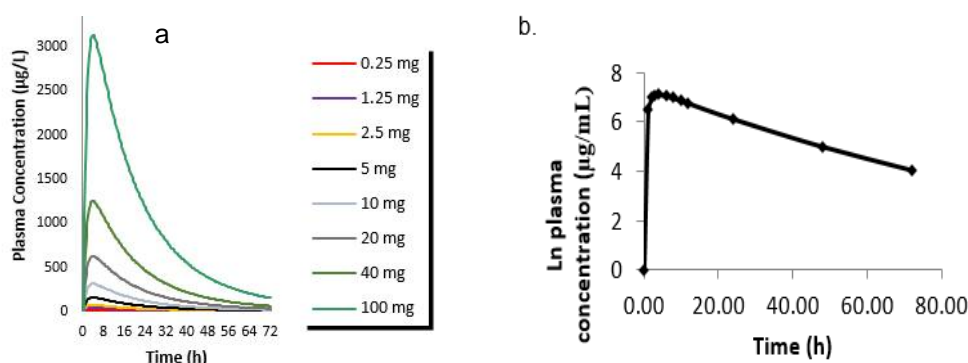 a
Plasma Concentration (µg/L)
3000
2500
2000
1500
1000
500
0
0 8 16 24 32 40 48 56 64 72
Time (h)
0.25 mg
1.25 mg
2.5 mg
5 mg
10 mg
20 mg
40 mg
100 mg
b.
Ln plasma
concentration (µg/mL)
8
6
4
2
0
0.00 20.00 40.00 60.00 80.00
Time (h)